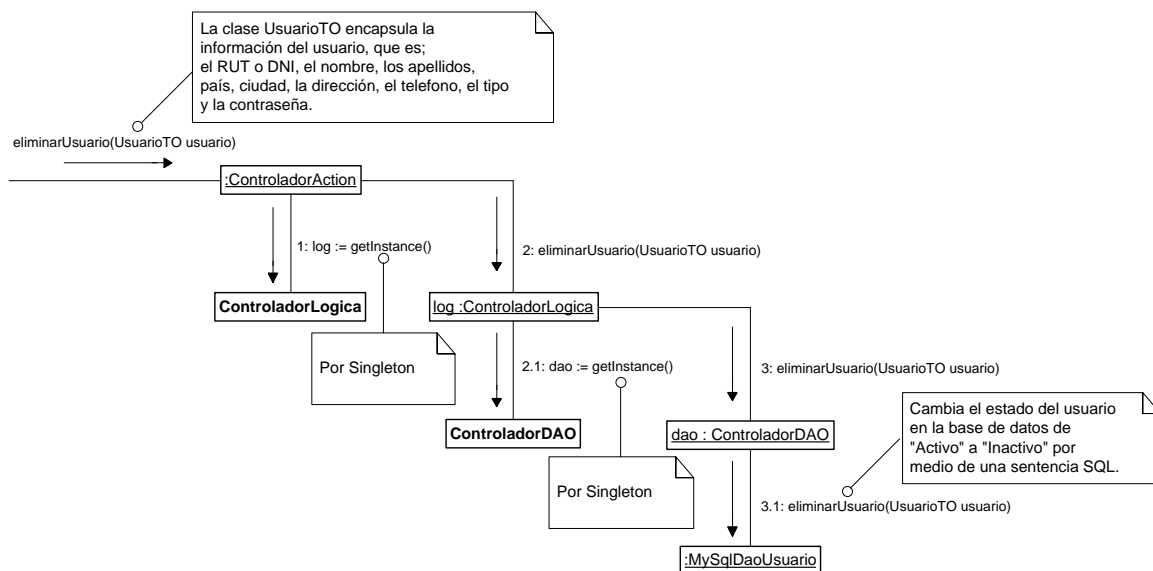 La clase UsuarioTO encapsula la
información del usuario, que es;
el RUT o DNI, el nombre, los apellidos,
país, ciudad, la dirección, el telefono, el tipo
y la contraseña.
eliminarUsuario(UsuarioTO usuario)
:ControladorAction
1: log := getInstance()
2: eliminarUsuario(UsuarioTO usuario)
ControladorLogica
log :ControladorLogica
Por Singleton
2.1: dao := getInstance()
3: eliminarUsuario(UsuarioTO usuario)
Cambia el estado del usuario
en la base de datos de
"Activo" a "Inactivo" por
medio de una sentencia SQL.
ControladorDAO
dao : ControladorDAO
Por Singleton
3.1: eliminarUsuario(UsuarioTO usuario)
:MySqlDaoUsuario